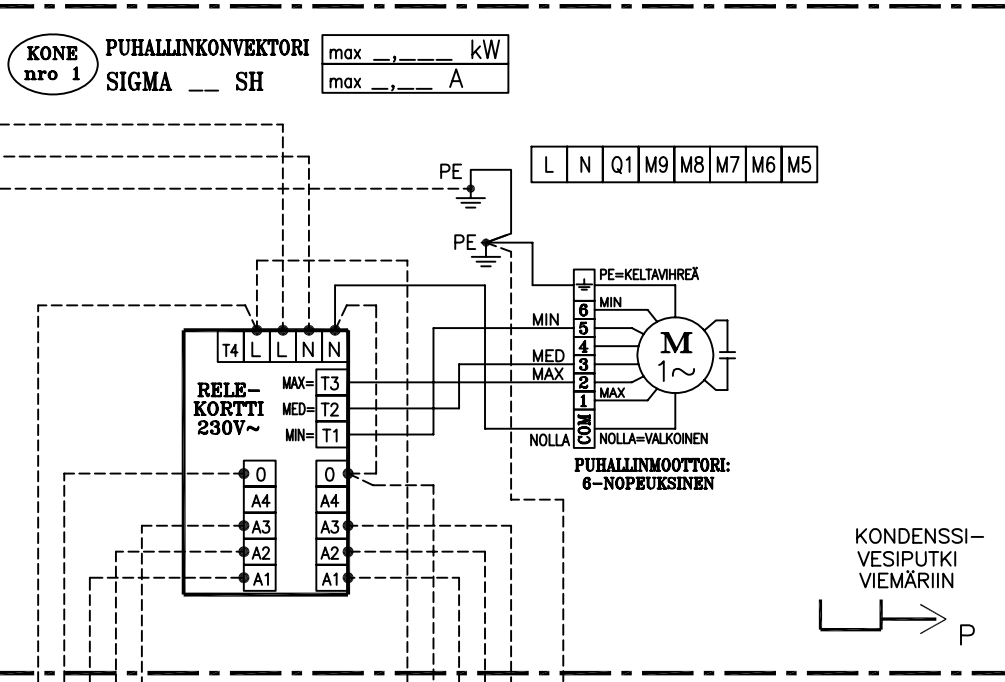 KONE
nro 1
PUHALLINKONVEKTORI
SIGMA __ SH
max __,___ kW
max __,__ A
PE
L N Q1 M9 M8 M7 M6 M5
PE
PE=KELTAVIHREÄ
6 MIN
MIN 5
4
MED 3
MAX 2
1 MAX
NOLLA COM NOLLA=VALKOINEN
M
1~
PUHALLINMOOTTORI:
6-NOPEUKSINEN
T4 L L N N
RELE-
KORTTI
230V~
MAX= T3
MED= T2
MIN= T1
0 0
A4 A4
A3 A3
A2 A2
A1 A1
KONDENSSI-
VESIPUTKI
VIEMÄRIIN
P